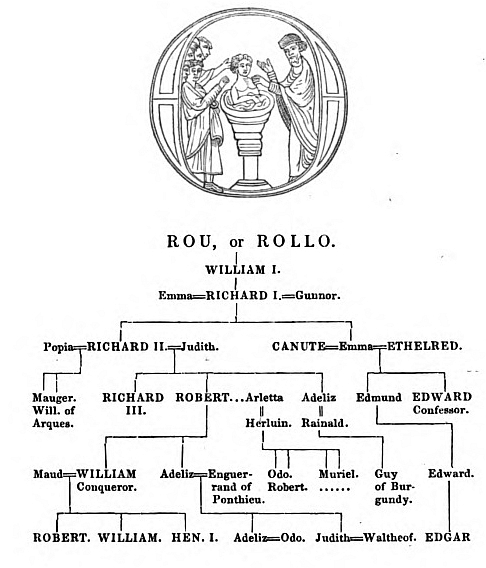 ROU, or ROLLO.
WILLIAM I.
Emma=RICHARD I.=Gunnor.
Popia=RICHARD II.=Judith. CANUTE=Emma=ETHELRED.
Mauger. RICHARD ROBERT...Arletta Adeliz Edmund EDWARD
Will. of III. || || Confessor.
Arques. Herluin. Rainald.
Maud=WILLIAM Adeliz=Enguer- Odo. Muriel. Guy Edward.
Conqueror. rand of Robert. ...... of Bur-
Ponthieu. gundy.
ROBERT. WILLIAM. HEN. I. Adeliz=Odo. Judith=Waltheof. EDGAR